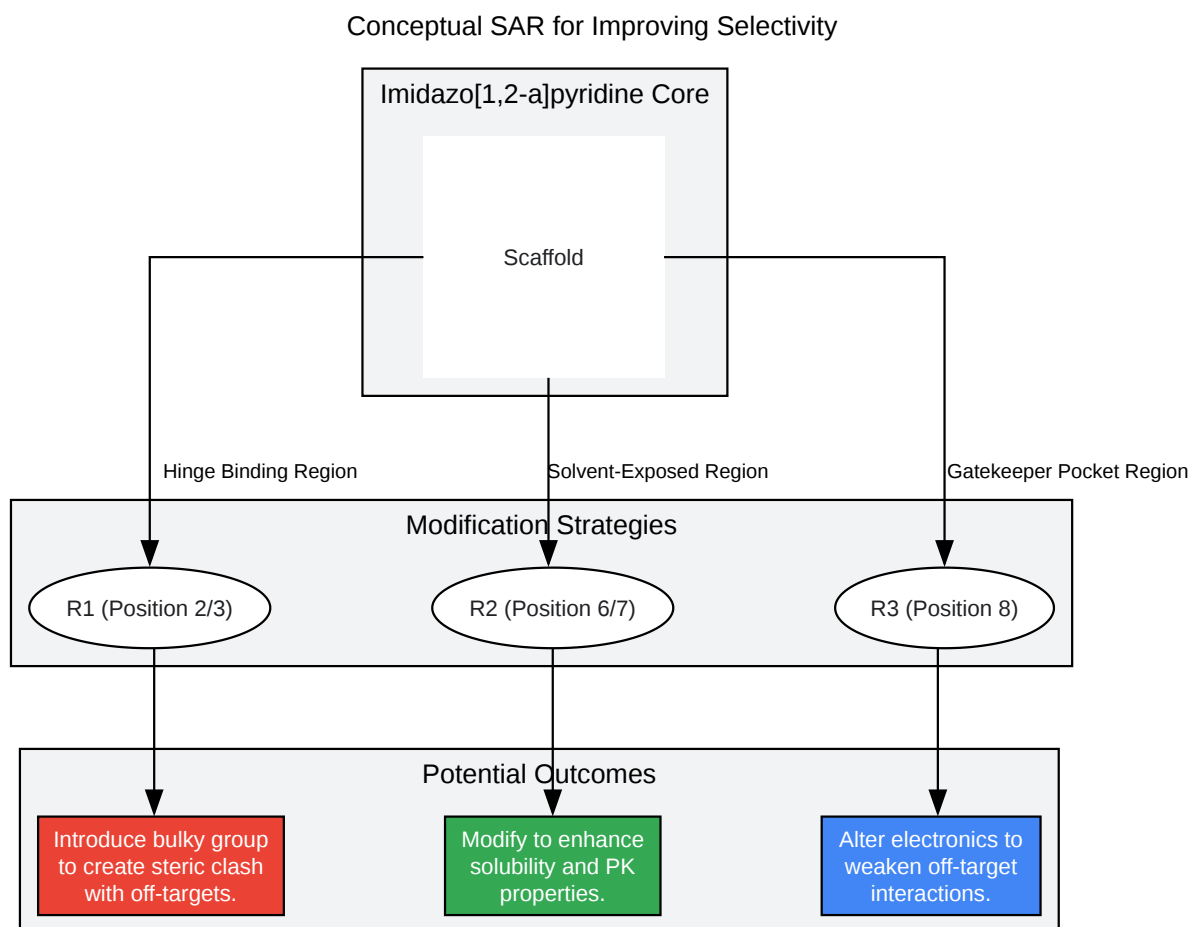 Conceptual SAR for Improving Selectivity
Imidazo[1,2-a]pyridine Core
Scaffold
Hinge Binding Region
Solvent-Exposed Region
Gatekeeper Pocket Region
Modification Strategies
R1 (Position 2/3)
R2 (Position 6/7)
R3 (Position 8)
Potential Outcomes
Introduce bulky group
to create steric clash
with off-targets.
Modify to enhance
solubility and PK
properties.
Alter electronics to
weaken off-target
interactions.